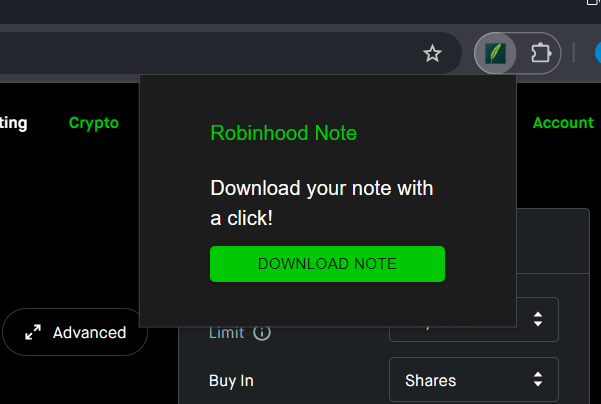 ting
Crypto
Account
Robinhood Note
Download your note with
a click!
DOWNLOAD NOTE
Advanced
Limit
Buy In
Shares